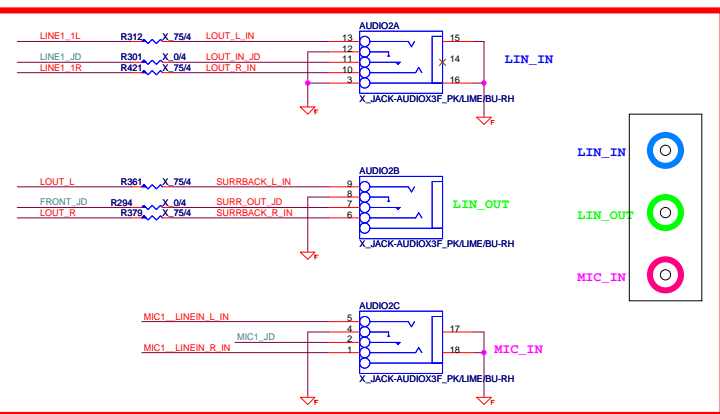 AUDIO2A
LINE1_1L R312 X_75/4 LOUT_L_IN 13 15
12
LINE1_JD R301 X_0/4 LOUT_IN_JD 11 14 LIN_IN
LINE1_1R R421 X_75/4 LOUT_R_IN 10
3 16
X_JACK-AUDIOX3F_PK/LIME/BU-RH
F F
LIN_IN
AUDIO2B
LOUT_L R361 X_75/4 SURRBACK_L_IN 9
8
FRONT_JD R294 X_0/4 SURR_OUT_JD 7 LIN_OUT
LOUT_R R379 X_75/4 SURRBACK_R_IN 6
LIN_OUT
X_JACK-AUDIOX3F_PK/LIME/BU-RH
F
MIC_IN
AUDIO2C
MIC1__LINEIN_L_IN 5
4 17
MIC1_JD 2
MIC1__LINEIN_R_IN 1 18 MIC_IN
X_JACK-AUDIOX3F_PK/LIME/BU-RH
F F